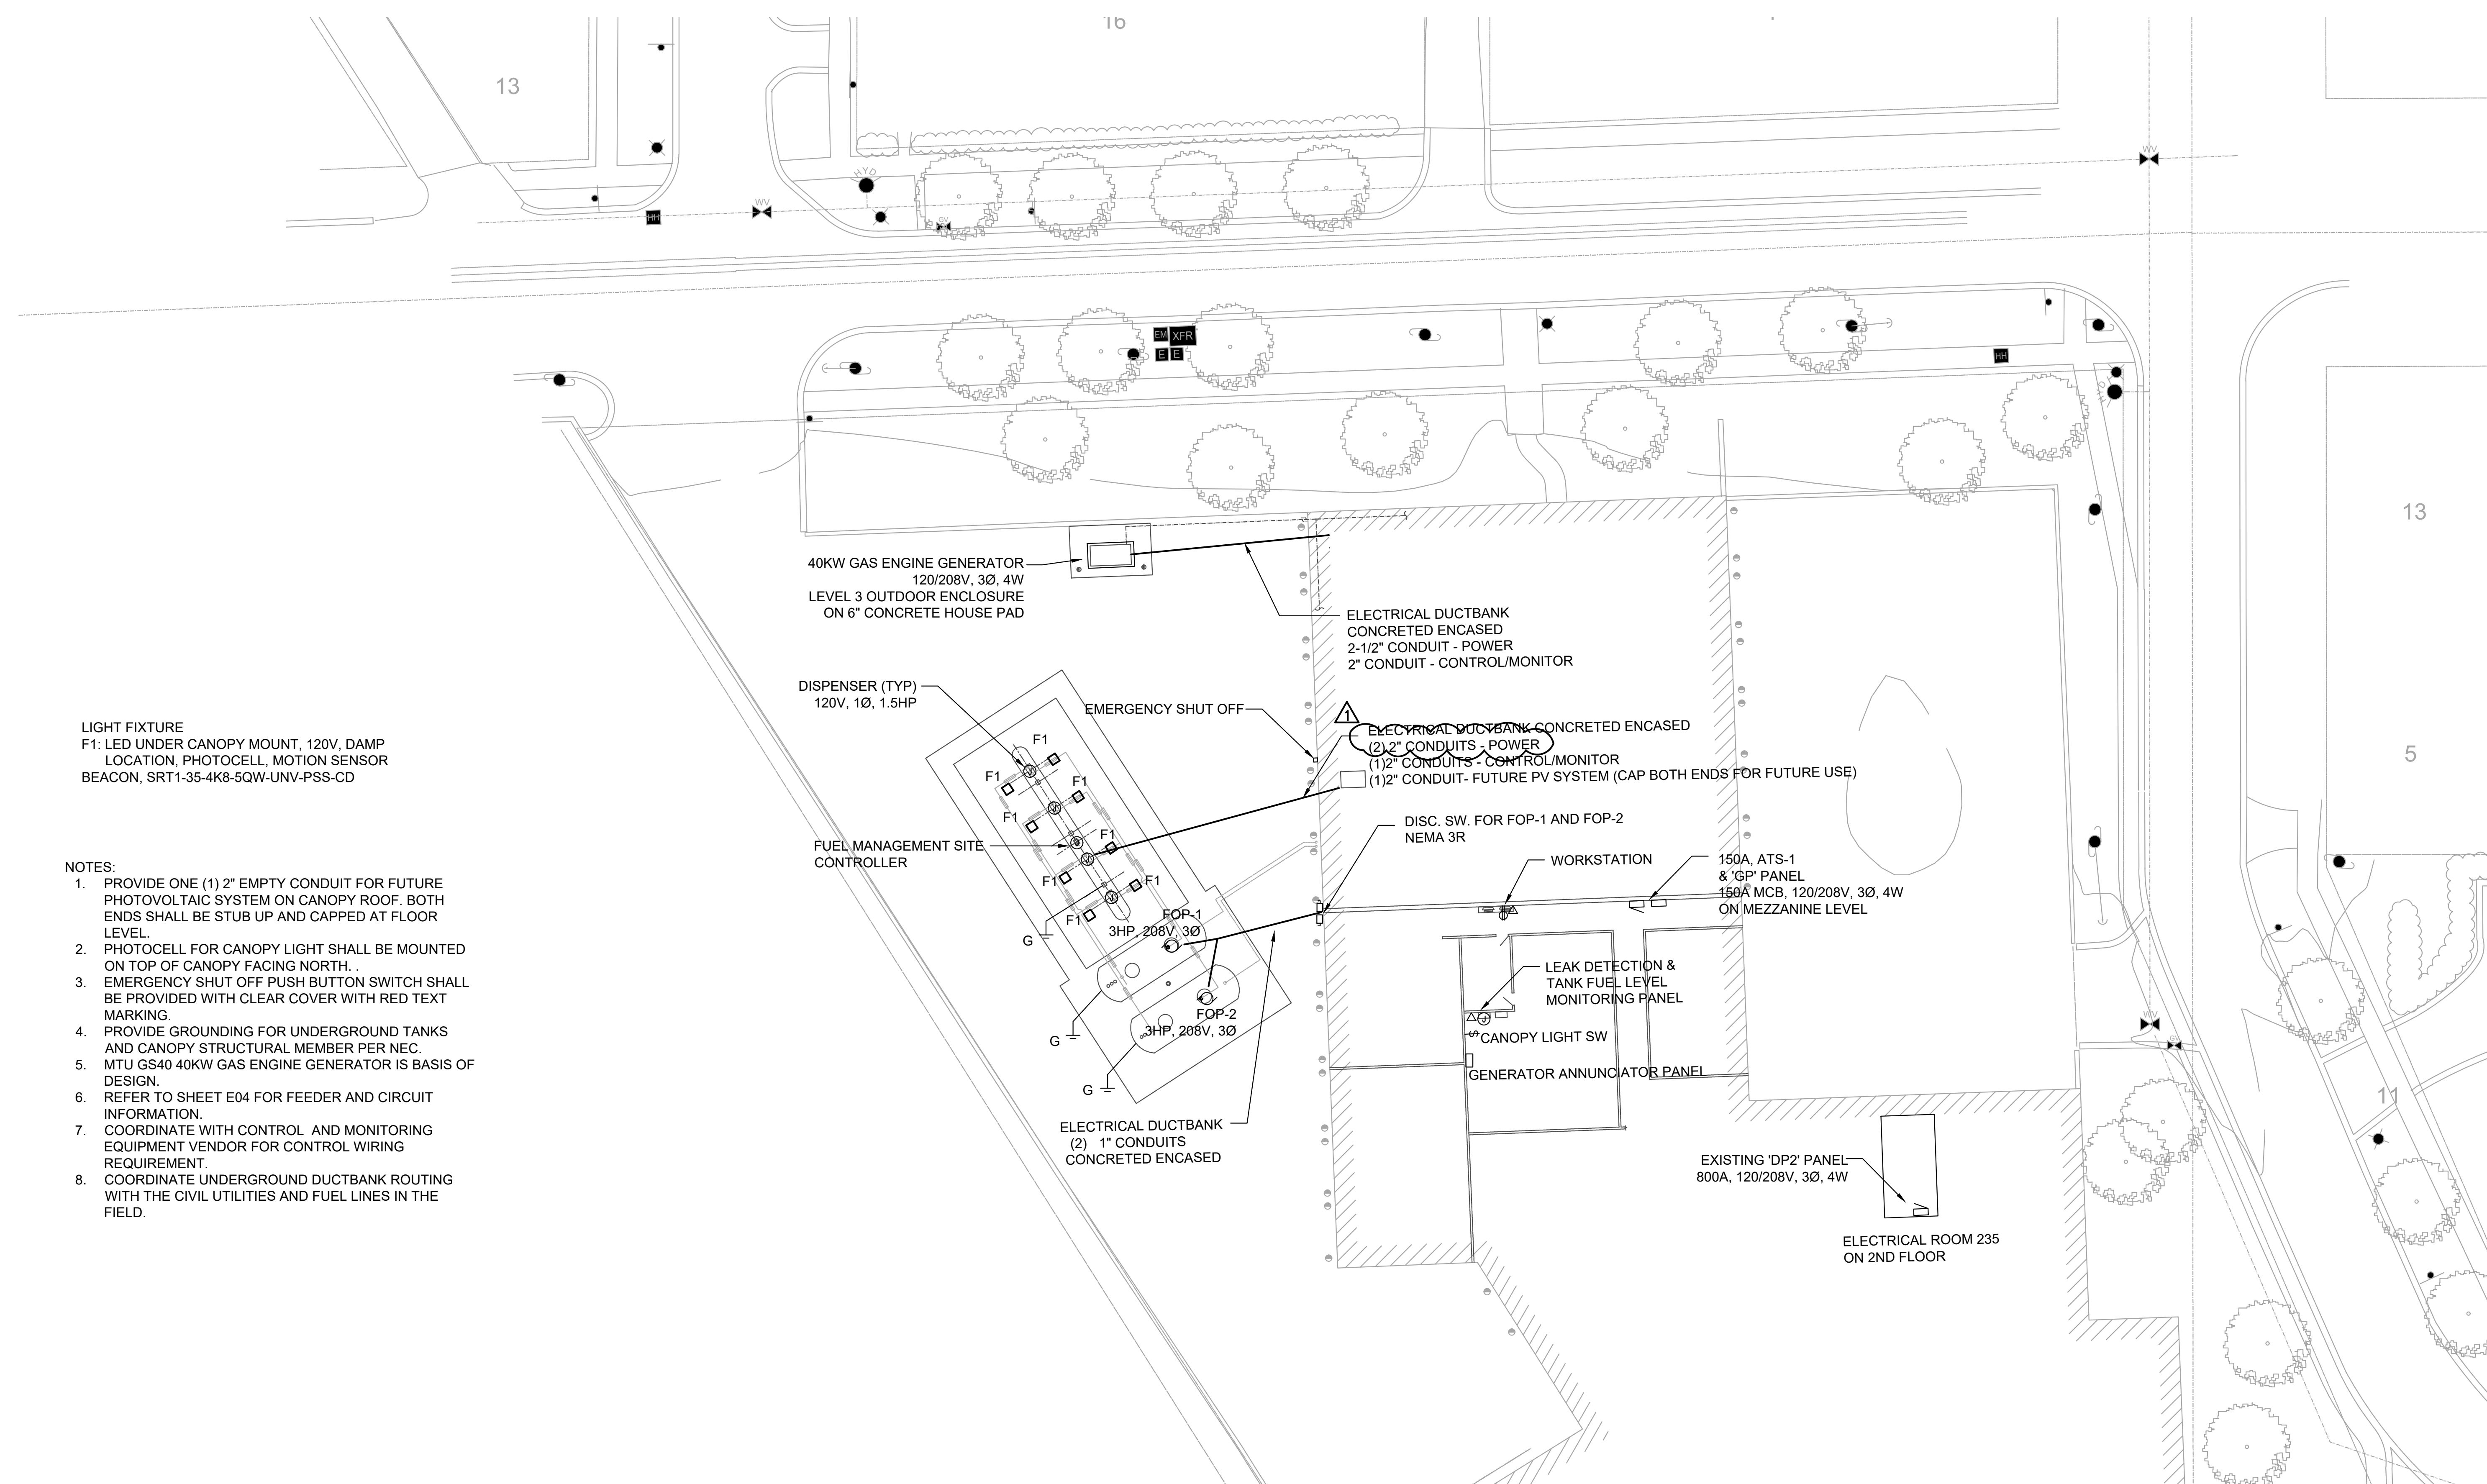 16
13
WV
HYD
WV
HH
GV
EM XFR
E E
HH
HYD
13
40KW GAS ENGINE GENERATOR
120/208V, 3Ø, 4W
LEVEL 3 OUTDOOR ENCLOSURE
ON 6" CONCRETE HOUSE PAD
ELECTRICAL DUCTBANK
CONCRETED ENCASED
2-1/2" CONDUIT - POWER
2" CONDUIT - CONTROL/MONITOR
DISPENSER (TYP)
120V, 1Ø, 1.5HP
EMERGENCY SHUT OFF
1
ELECTRICAL DUCTBANK CONCRETED ENCASED
(2) 2" CONDUITS - POWER
(1)2" CONDUITS - CONTROL/MONITOR
(1)2" CONDUIT- FUTURE PV SYSTEM (CAP BOTH ENDS FOR FUTURE USE)
5
LIGHT FIXTURE
F1: LED UNDER CANOPY MOUNT, 120V, DAMP
LOCATION, PHOTOCELL, MOTION SENSOR
BEACON, SRT1-35-4K8-5QW-UNV-PSS-CD
F1
F1
F1
F1
F1
F1
F1
F1
FUEL MANAGEMENT SITE
CONTROLLER
DISC. SW. FOR FOP-1 AND FOP-2
NEMA 3R
WORKSTATION
150A, ATS-1
& 'GP' PANEL
150A MCB, 120/208V, 3Ø, 4W
ON MEZZANINE LEVEL
NOTES:
1. PROVIDE ONE (1) 2" EMPTY CONDUIT FOR FUTURE
PHOTOVOLTAIC SYSTEM ON CANOPY ROOF. BOTH
ENDS SHALL BE STUB UP AND CAPPED AT FLOOR
LEVEL.
2. PHOTOCELL FOR CANOPY LIGHT SHALL BE MOUNTED
ON TOP OF CANOPY FACING NORTH. .
3. EMERGENCY SHUT OFF PUSH BUTTON SWITCH SHALL
BE PROVIDED WITH CLEAR COVER WITH RED TEXT
MARKING.
4. PROVIDE GROUNDING FOR UNDERGROUND TANKS
AND CANOPY STRUCTURAL MEMBER PER NEC.
5. MTU GS40 40KW GAS ENGINE GENERATOR IS BASIS OF
DESIGN.
6. REFER TO SHEET E04 FOR FEEDER AND CIRCUIT
INFORMATION.
7. COORDINATE WITH CONTROL AND MONITORING
EQUIPMENT VENDOR FOR CONTROL WIRING
REQUIREMENT.
8. COORDINATE UNDERGROUND DUCTBANK ROUTING
WITH THE CIVIL UTILITIES AND FUEL LINES IN THE
FIELD.
FOP-1
3HP, 208V, 3Ø
G
LEAK DETECTION &
TANK FUEL LEVEL
MONITORING PANEL
J
FOP-2
3HP, 208V, 3Ø
G
G
S CANOPY LIGHT SW
GENERATOR ANNUNCIATOR PANEL
WV
GV
11
ELECTRICAL DUCTBANK
(2) 1" CONDUITS
CONCRETED ENCASED
EXISTING 'DP2' PANEL
800A, 120/208V, 3Ø, 4W
ELECTRICAL ROOM 235
ON 2ND FLOOR